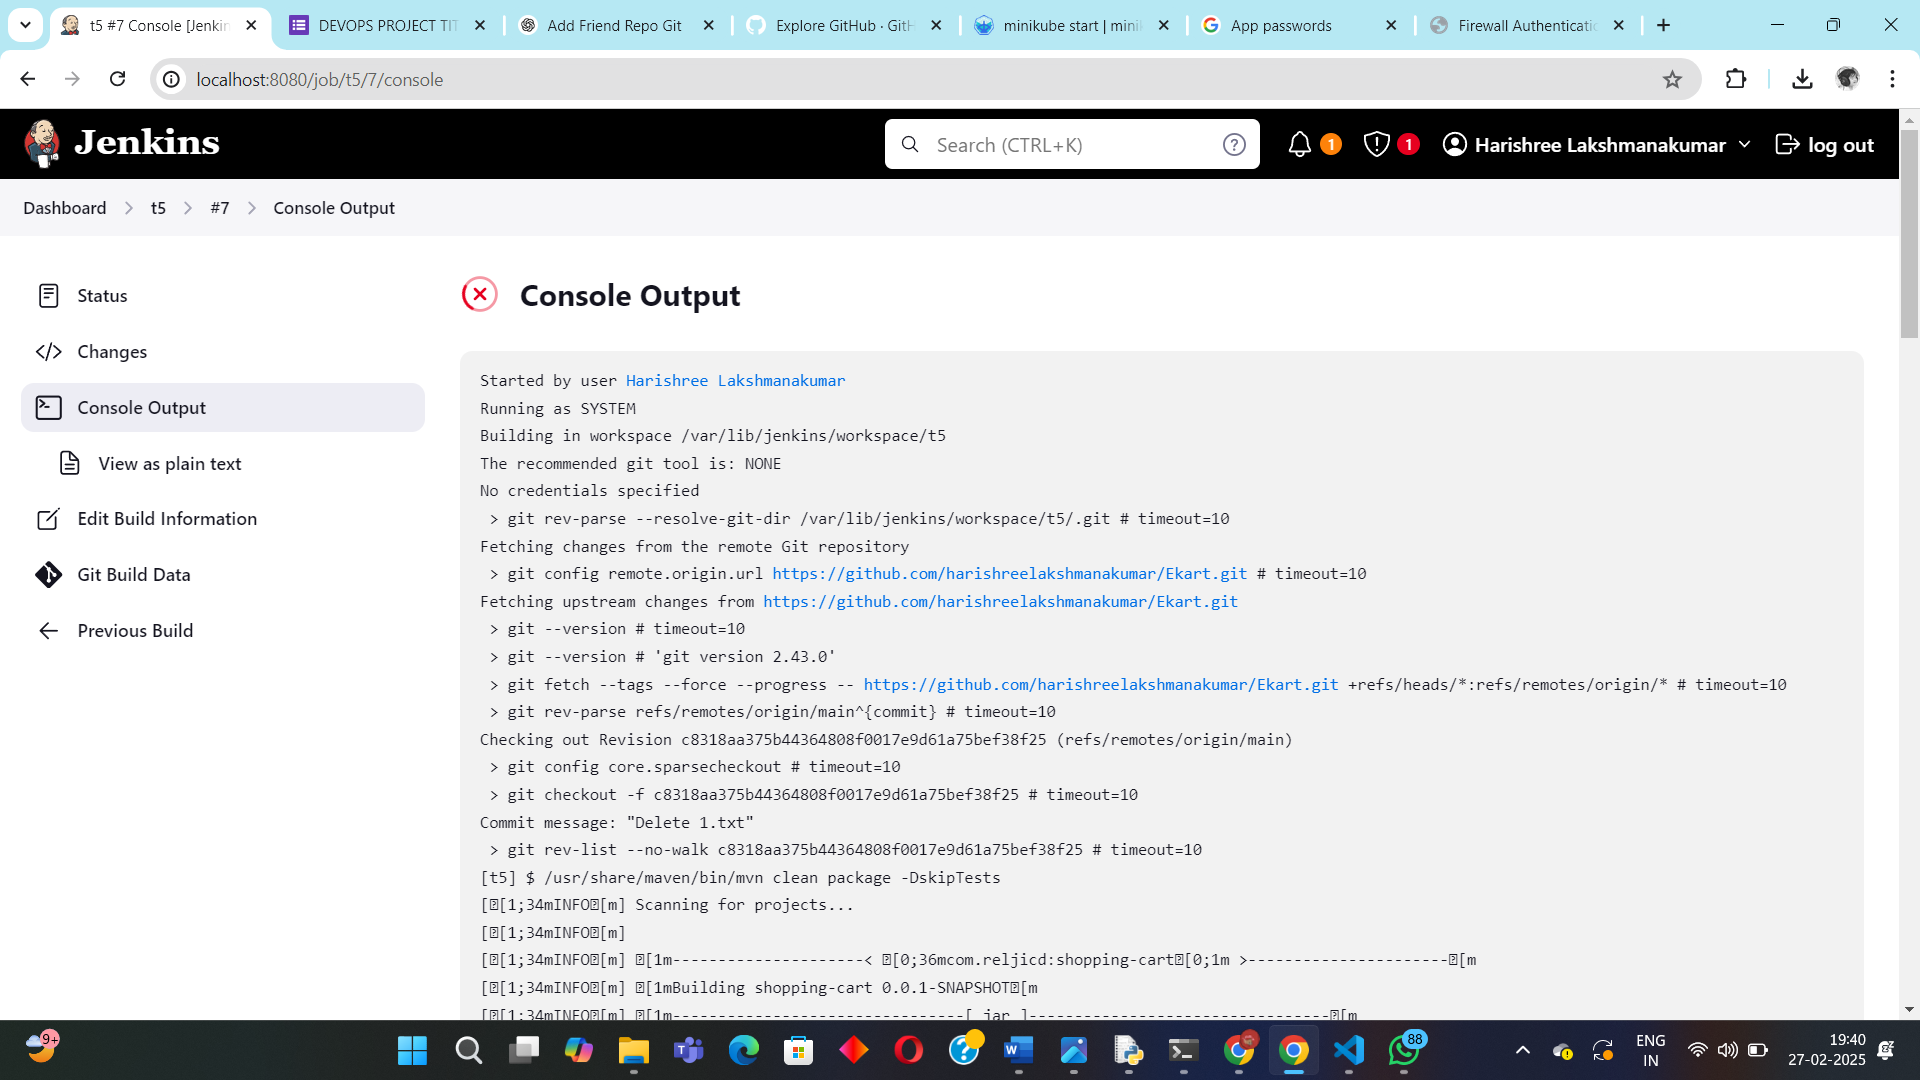 t5 #7 Console [Jenkin
DEVOPS PROJECT TIT
Add Friend Repo Git
Explore GitHub · GitH
minikube start | mini
App passwords
Firewall Authenticatio
localhost:8080/job/t5/7/console
Jenkins
Search (CTRL+K)
1
1
Harishree Lakshmanakumar
log out
Dashboard
t5
#7
Console Output
Status
Changes
Console Output
View as plain text
Edit Build Information
Git Build Data
Previous Build
Console Output
Started by user Harishree Lakshmanakumar
Running as SYSTEM
Building in workspace /var/lib/jenkins/workspace/t5
The recommended git tool is: NONE
No credentials specified
> git rev-parse --resolve-git-dir /var/lib/jenkins/workspace/t5/.git # timeout=10
Fetching changes from the remote Git repository
> git config remote.origin.url https://github.com/harishreelakshmanakumar/Ekart.git # timeout=10
Fetching upstream changes from https://github.com/harishreelakshmanakumar/Ekart.git
> git --version # timeout=10
> git --version # 'git version 2.43.0'
> git fetch --tags --force --progress -- https://github.com/harishreelakshmanakumar/Ekart.git +refs/heads/*:refs/remotes/origin/* # timeout=10
> git rev-parse refs/remotes/origin/main^{commit} # timeout=10
Checking out Revision c8318aa375b44364808f0017e9d61a75bef38f25 (refs/remotes/origin/main)
> git config core.sparsecheckout # timeout=10
> git checkout -f c8318aa375b44364808f0017e9d61a75bef38f25 # timeout=10
Commit message: "Delete 1.txt"
> git rev-list --no-walk c8318aa375b44364808f0017e9d61a75bef38f25 # timeout=10
[t5] $ /usr/share/maven/bin/mvn clean package -DskipTests
[[1;34mINFO[m] Scanning for projects...
[[1;34mINFO[m]
[[1;34mINFO[m] [1m---------------------< [0;36mcom.reljicd:shopping-cart[0;1m >----------------------[m
[[1;34mINFO[m] [1mBuilding shopping-cart 0.0.1-SNAPSHOT[m
[[1;34mINFO[m] [1m--------------------------------[ jar ]---------------------------------[m
9+
88
ENG
IN
19:40
27-02-2025